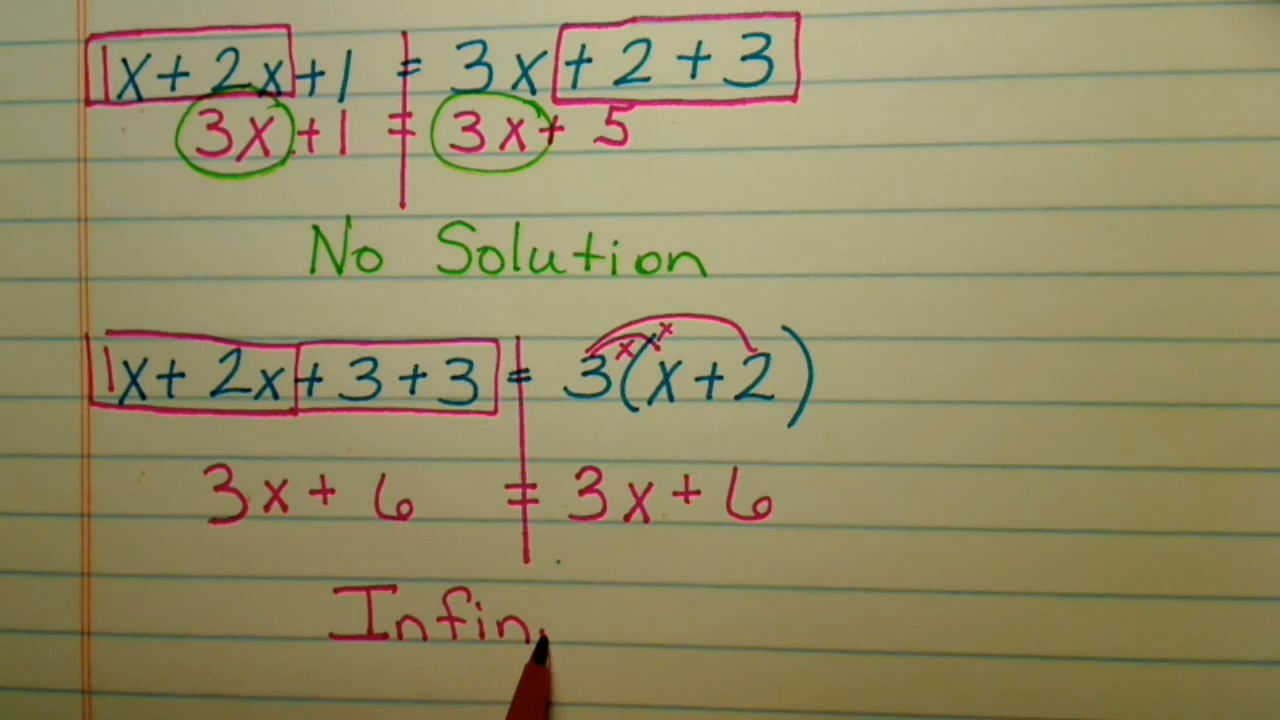 1x + 2x + 1 = 3x + 2 + 3
3x + 1 = 3x + 5
No Solution
1x + 2x + 3 + 3 = 3(x + 2)
x x
3x + 6 = 3x + 6
Infin